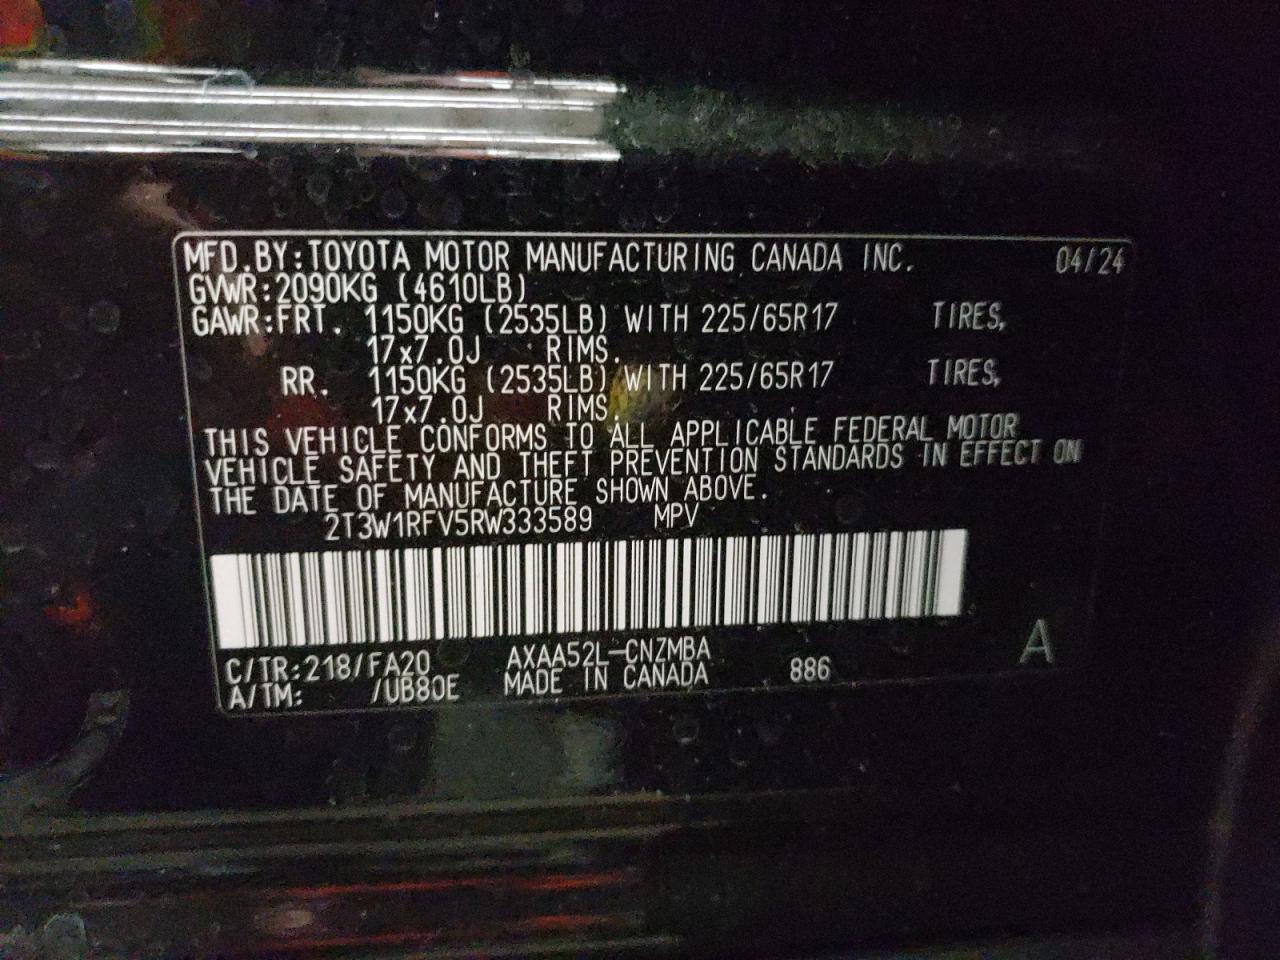 MFD.BY:TOYOTA MOTOR MANUFACTURING CANADA INC. 04/24
GVWR:2090KG (4610LB)
GAWR:FRT. 1150KG (2535LB) WITH 225/65R17 TIRES,
17x7.0J RIMS.
RR. 1150KG (2535LB) WITH 225/65R17 TIRES,
17x7.0J RIMS.
THIS VEHICLE CONFORMS TO ALL APPLICABLE FEDERAL MOTOR
VEHICLE SAFETY AND THEFT PREVENTION STANDARDS IN EFFECT ON
THE DATE OF MANUFACTURE SHOWN ABOVE.
2T3W1RFV5RW333589 MPV
C/TR:218/FA20 AXAA52L-CNZMBA
A/TM: /UB80E MADE IN CANADA 886 A